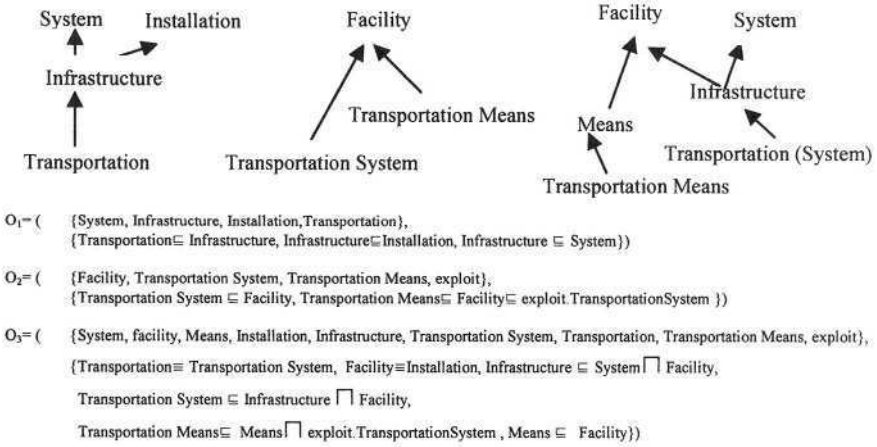 System Installation Facility Facility System
Infrastructure Infrastructure
Transportation Means Means
Transportation Transportation System Transportation (System)
Transportation Means
O₁= ( {System, Infrastructure, Installation,Transportation},
{Transportation⊑ Infrastructure, Infrastructure⊑Installation, Infrastructure ⊑ System})
O₂= ( {Facility, Transportation System, Transportation Means, exploit},
{Transportation System ⊑ Facility, Transportation Means⊑ Facility⊑ exploit.TransportationSystem })
O₃= ( {System, facility, Means, Installation, Infrastructure, Transportation System, Transportation, Transportation Means, exploit},
{Transportation≡ Transportation System, Facility≡Installation, Infrastructure ⊑ System⨅ Facility,
Transportation System ⊑ Infrastructure ⨅ Facility,
Transportation Means⊑ Means⨅ exploit.TransportationSystem , Means ⊑ Facility})